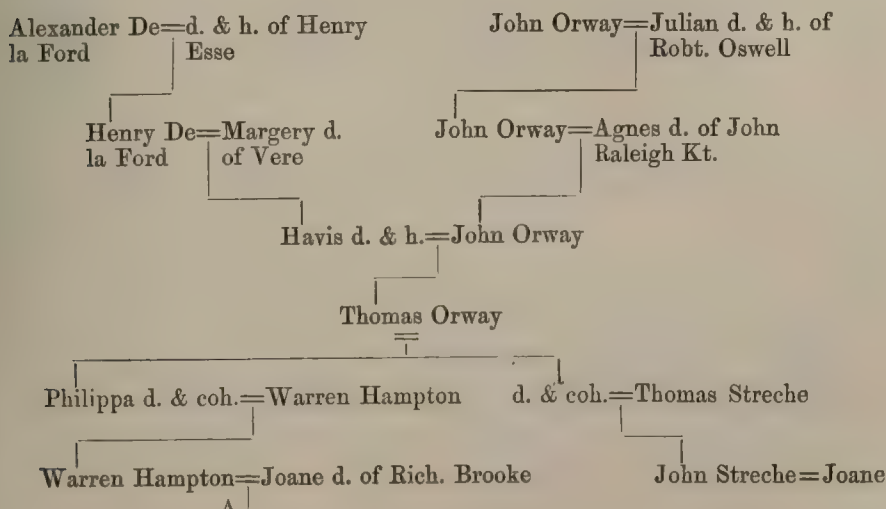 Alexander De=d. & h. of Henry
la Ford Esse
John Orway=Julian d. & h. of
Robt. Oswell
Henry De=Margery d.
la Ford of Vere
John Orway=Agnes d. of John
Raleigh Kt.
Havis d. & h.=John Orway
Thomas Orway
=
Philippa d. & coh.=Warren Hampton
d. & coh.=Thomas Streche
Warren Hampton=Joane d. of Rich. Brooke
John Streche=Joane
A